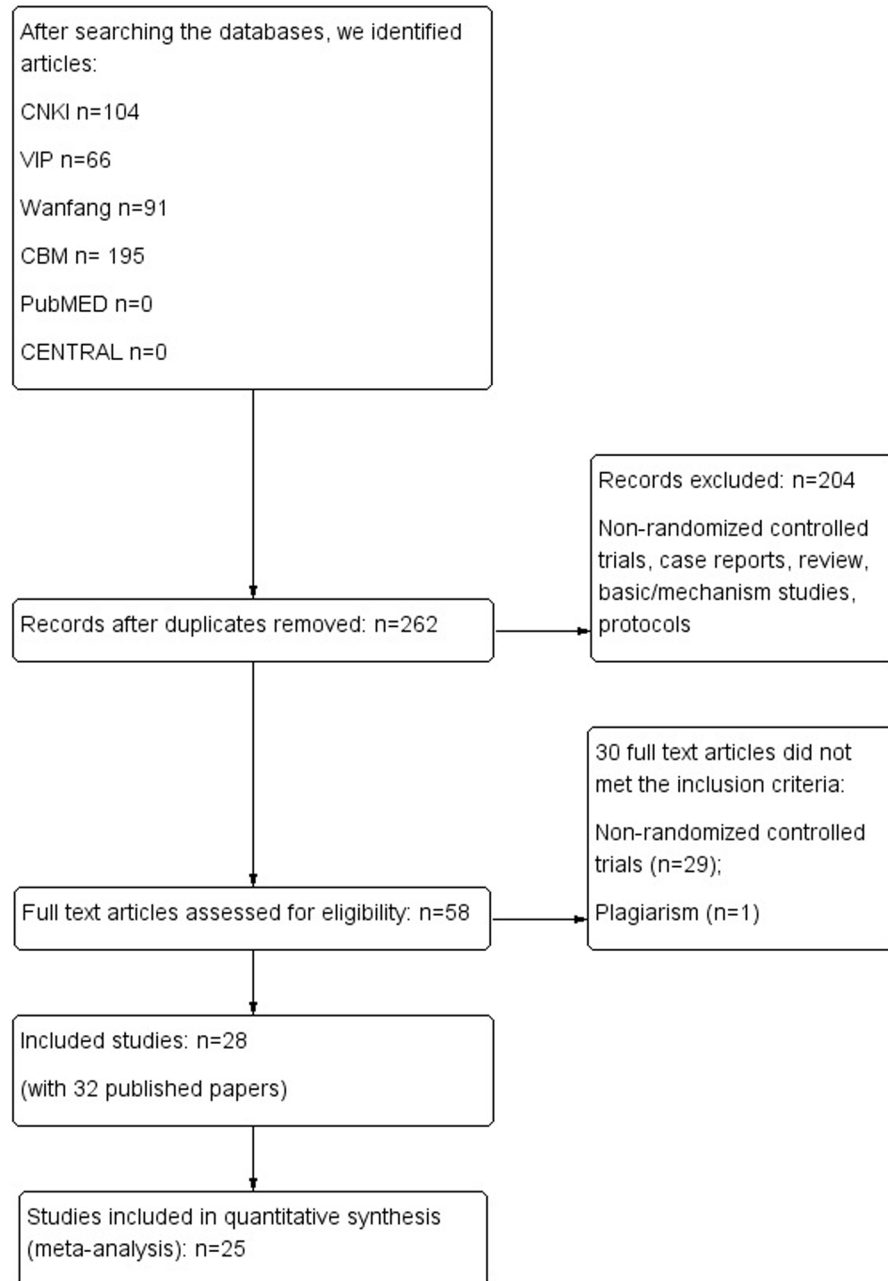 After searching the databases, we identified
articles:
CNKI n=104
VIP n=66
Wanfang n=91
CBM n= 195
PubMED n=0
CENTRAL n=0
Records excluded: n=204
Non-randomized controlled
trials, case reports, review,
basic/mechanism studies,
protocols
Records after duplicates removed: n=262
30 full text articles did not
met the inclusion criteria:
Non-randomized controlled
trials (n=29);
Plagiarism (n=1)
Full text articles assessed for eligibility: n=58
Included studies: n=28
(with 32 published papers)
Studies included in quantitative synthesis
(meta-analysis): n=25